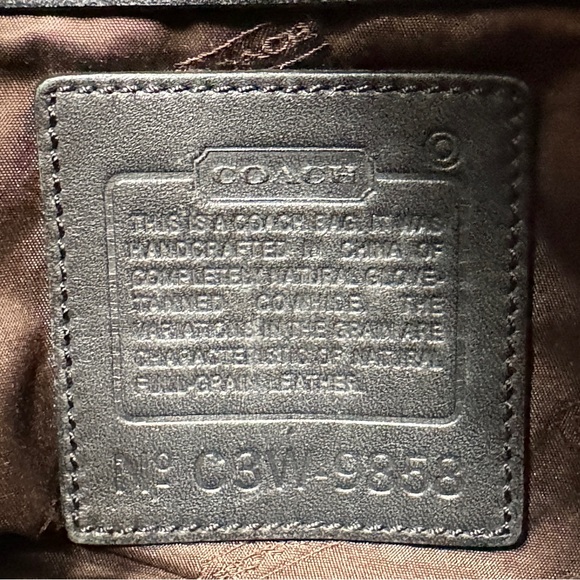 COACH
THIS IS A COACH BAG. IT WAS
HANDCRAFTED IN CHINA OF
COMPLETELY NATURAL GLOVE-
TANNED COWHIDE. THE
VARIATIONS IN THE GRAIN ARE
CHARACTERISTIC OF NATURAL
FULL-GRAIN LEATHER.
Nº C3W-9353